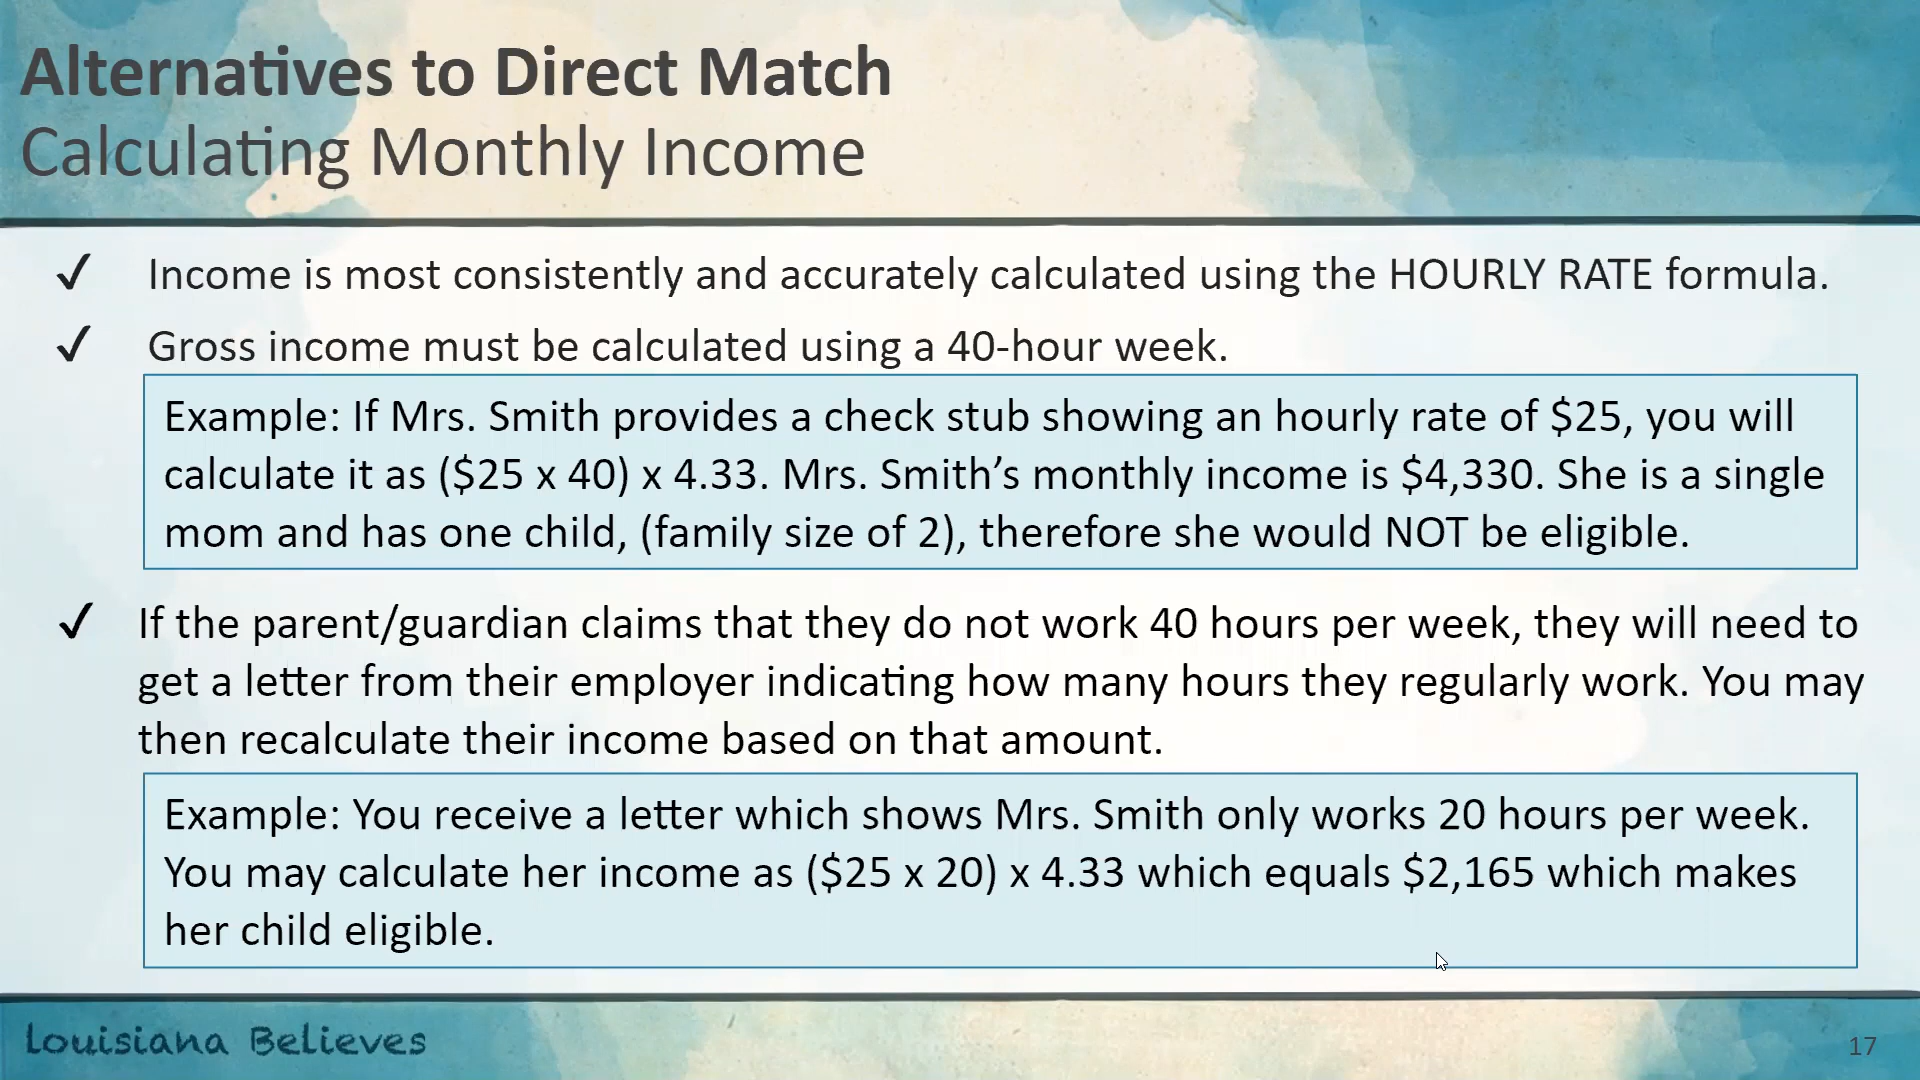 Alternatives to Direct Match
Calculating Monthly Income
✓ Income is most consistently and accurately calculated using the HOURLY RATE formula.
✓ Gross income must be calculated using a 40-hour week.
Example: If Mrs. Smith provides a check stub showing an hourly rate of $25, you will
calculate it as ($25 x 40) x 4.33. Mrs. Smith’s monthly income is $4,330. She is a single
mom and has one child, (family size of 2), therefore she would NOT be eligible.
✓ If the parent/guardian claims that they do not work 40 hours per week, they will need to
get a letter from their employer indicating how many hours they regularly work. You may
then recalculate their income based on that amount.
Example: You receive a letter which shows Mrs. Smith only works 20 hours per week.
You may calculate her income as ($25 x 20) x 4.33 which equals $2,165 which makes
her child eligible.
Louisiana Believes
17